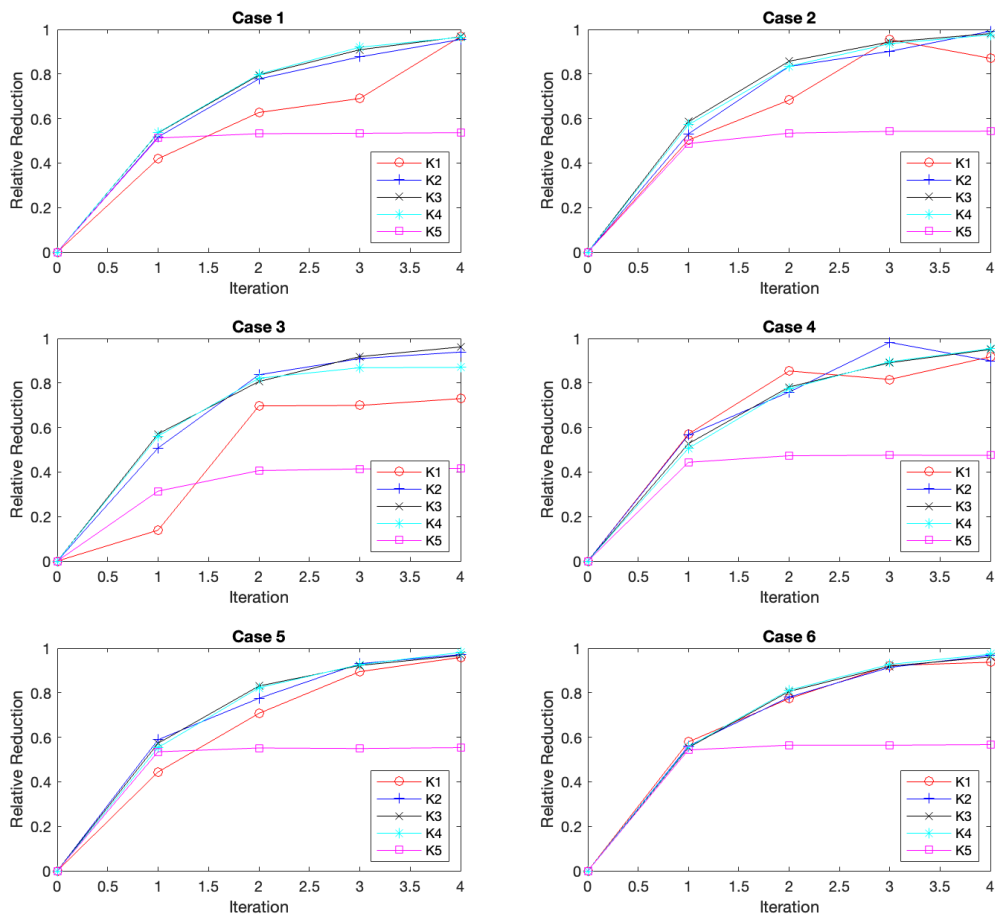 Case 1
Relative Reduction
1
0.8
0.6
0.4
0.2
0
K1
K2
K3
K4
K5
0 0.5 1 1.5 2 2.5 3 3.5 4
Iteration
Case 2
Relative Reduction
1
0.8
0.6
0.4
0.2
0
K1
K2
K3
K4
K5
0 0.5 1 1.5 2 2.5 3 3.5 4
Iteration
Case 3
Relative Reduction
1
0.8
0.6
0.4
0.2
0
K1
K2
K3
K4
K5
0 0.5 1 1.5 2 2.5 3 3.5 4
Iteration
Case 4
Relative Reduction
1
0.8
0.6
0.4
0.2
0
K1
K2
K3
K4
K5
0 0.5 1 1.5 2 2.5 3 3.5 4
Iteration
Case 5
Relative Reduction
1
0.8
0.6
0.4
0.2
0
K1
K2
K3
K4
K5
0 0.5 1 1.5 2 2.5 3 3.5 4
Iteration
Case 6
Relative Reduction
1
0.8
0.6
0.4
0.2
0
K1
K2
K3
K4
K5
0 0.5 1 1.5 2 2.5 3 3.5 4
Iteration